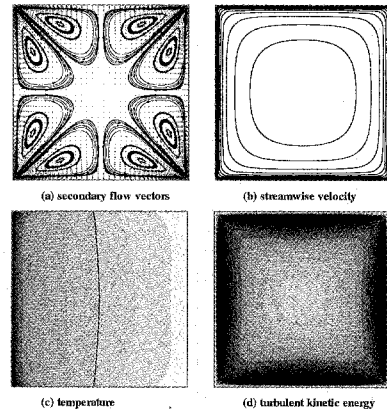 (a) secondary flow vectors
(b) streamwise velocity
(c) temperature
(d) turbulent kinetic energy